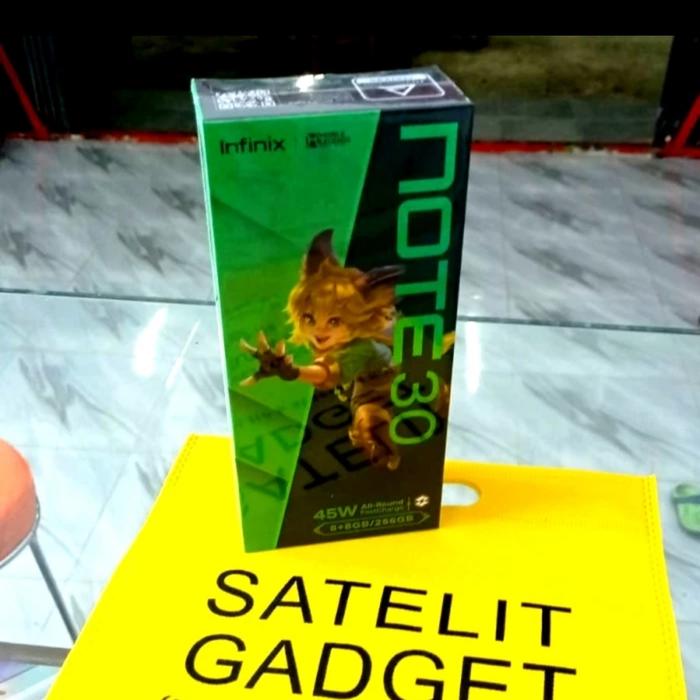 Infinix
MOBILE LEGENDS
NOTE 30
45W All-Round FastCharge
8+8GB/256GB
SATELIT
GADGET